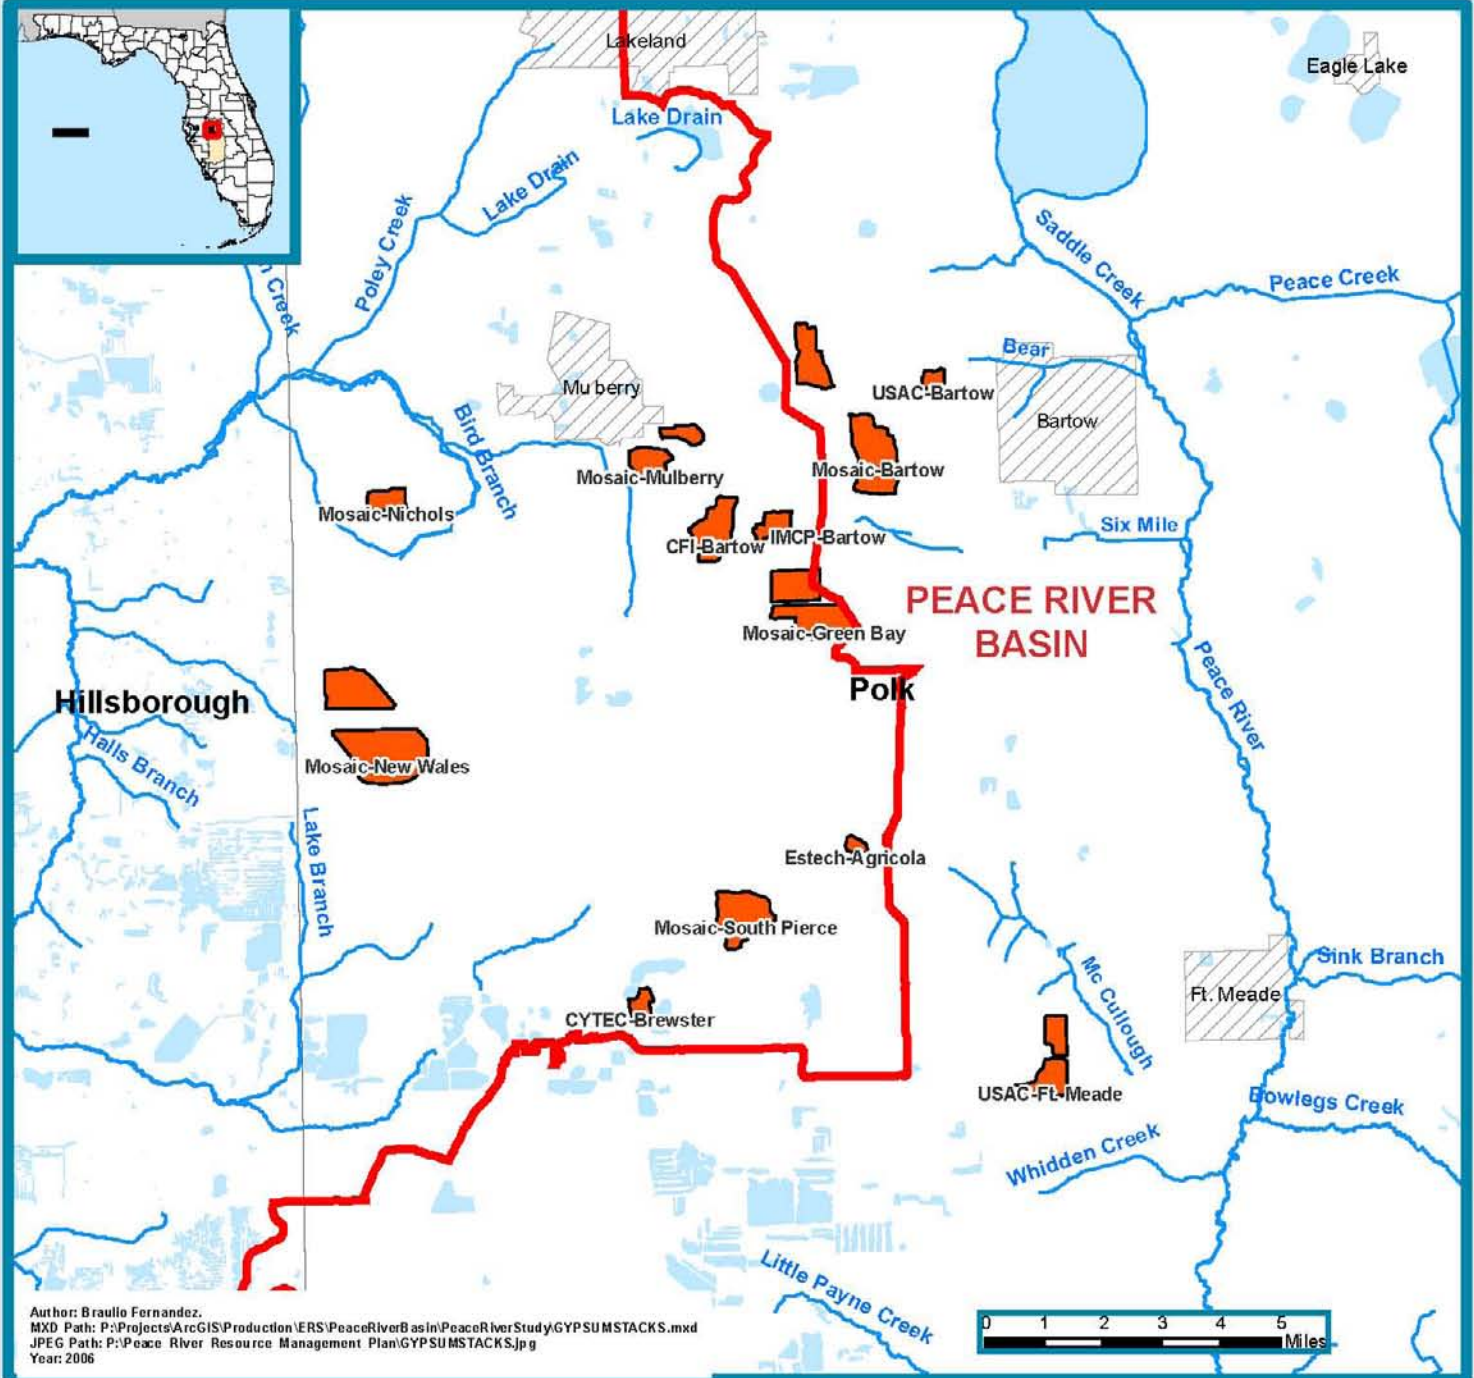 Lakeland
Eagle Lake
Lake Drain
Lake Drain
Poley Creek
Saddle Creek
Peace Creek
n Creek
Bear
Mu berry
USAC-Bartow
Bartow
Bird Branch
Mosaic-Bartow
Mosaic-Mulberry
Mosaic-Nichols
Six Mile
CFI-Bartow
IMCP-Bartow
PEACE RIVER
BASIN
Mosaic-Green Bay
Peace River
Polk
Hillsborough
Halls Branch
Mosaic-New Wales
Lake Branch
Estech-Agricola
Mosaic-South Pierce
Mc Cullough
Sink Branch
Ft. Meade
CYTEC-Brewster
USAC-Ft. Meade
Bowlegs Creek
Whidden Creek
Little Payne Creek
0 1 2 3 4 5
Miles
Author: Braulio Fernandez.
MXD Path: P:\Projects\ArcGIS\Production\ERS\PeaceRiverBasin\PeaceRiverStudy\GYPSUMSTACKS.mxd
JPEG Path: P:\Peace River Resource Management Plan\GYPSUMSTACKS.jpg
Year: 2006